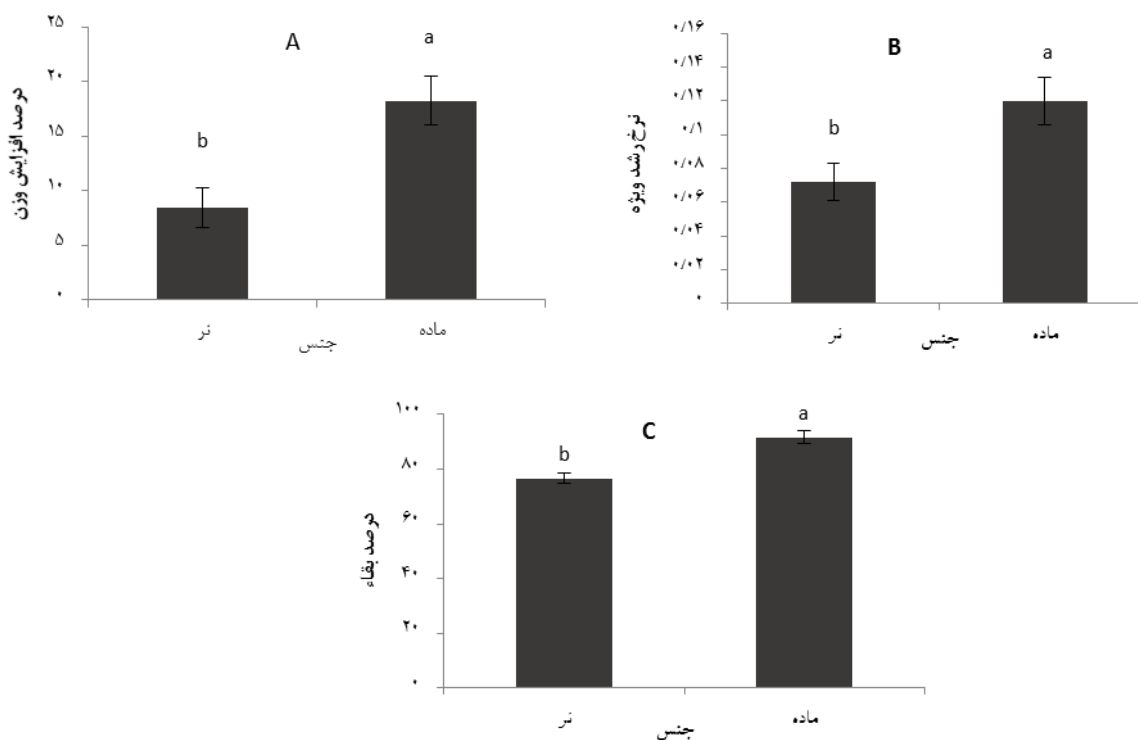 A
درصد افزایش وزن
۲۵
۲۰
۱۵
۱۰
۵
۰
b
a
نر
ماده
جنس
B
نرخ رشد ویژه
۰/۱۶
۰/۱۴
۰/۱۲
۰/۱
۰/۰۸
۰/۰۶
۰/۰۴
۰/۰۲
۰
b
a
نر
جنس
ماده
C
درصد بقاء
۱۰۰
۸۰
۶۰
۴۰
۲۰
۰
b
a
نر
جنس
ماده